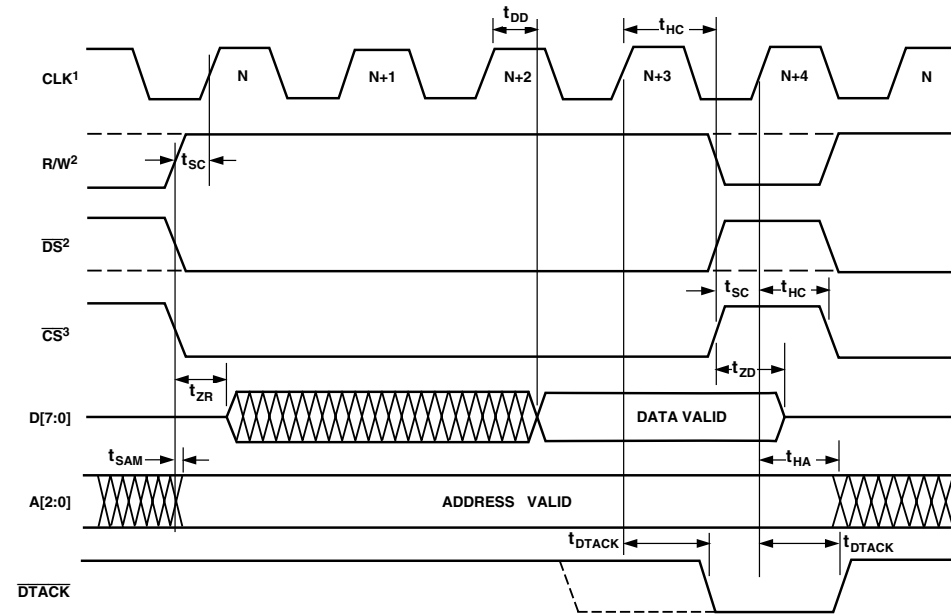 tDD
tHC
CLK1
N
N+1
N+2
N+3
N+4
N
R/W2
tSC
DS2
tSC
tHC
CS3
tZR
tZD
D[7:0]
DATA VALID
tSAM
tHA
A[2:0]
ADDRESS VALID
tDTACK
tDTACK
DTACK